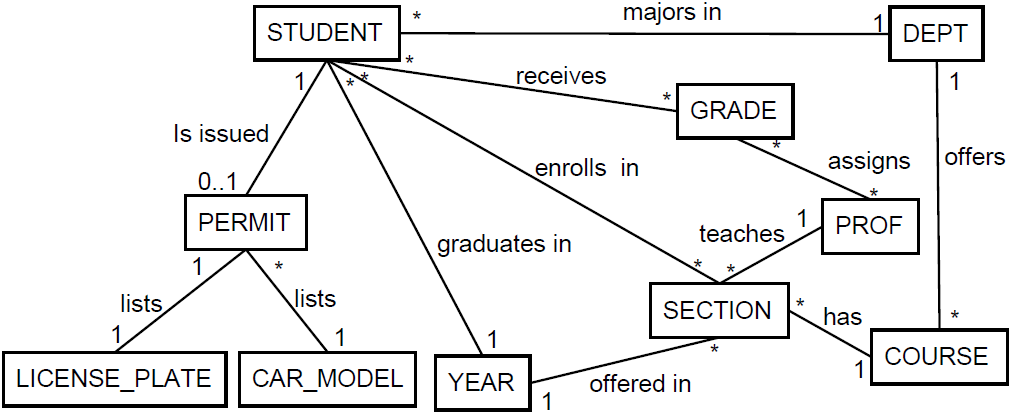 majors in
STUDENT
*
1
DEPT
1
*
*
*
receives
*
GRADE
1
Is issued
*
assigns
offers
enrolls in
0..1
*
PERMIT
1
PROF
teaches
graduates in
1
*
*
*
lists
lists
SECTION
*
has
*
1
1
1
*
1
COURSE
LICENSE_PLATE
CAR_MODEL
YEAR
offered in
1